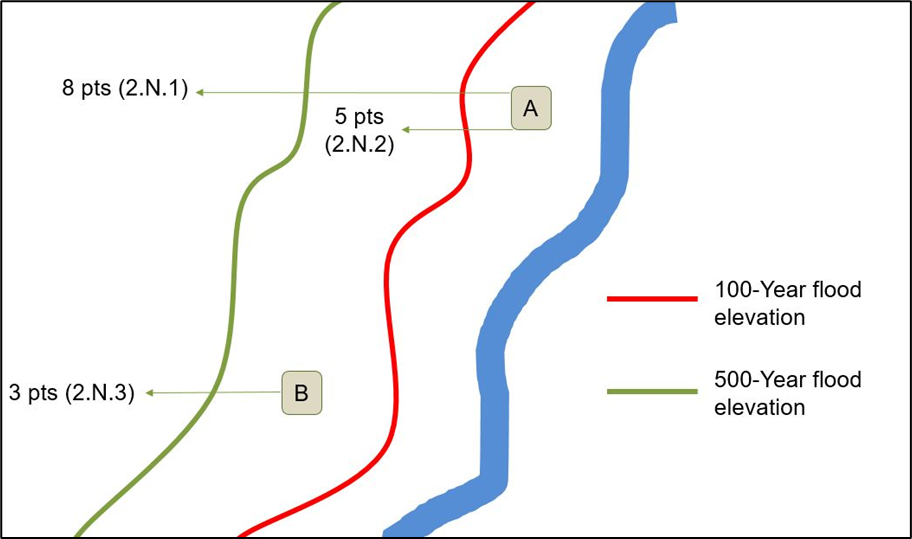 8 pts (2.N.1)
A
5 pts
(2.N.2)
100-Year flood
elevation
3 pts (2.N.3)
B
500-Year flood
elevation